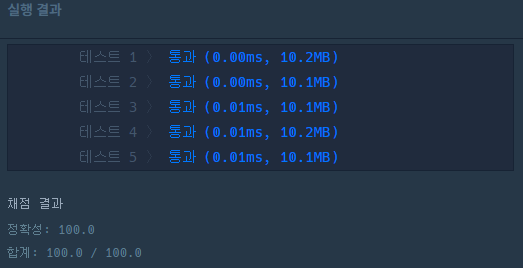 실행 결과
테스트 1 〉 통과 (0.00ms, 10.2MB)
테스트 2 〉 통과 (0.00ms, 10.1MB)
테스트 3 〉 통과 (0.01ms, 10.1MB)
테스트 4 〉 통과 (0.01ms, 10.2MB)
테스트 5 〉 통과 (0.01ms, 10.1MB)
채점 결과
정확성: 100.0
합계: 100.0 / 100.0